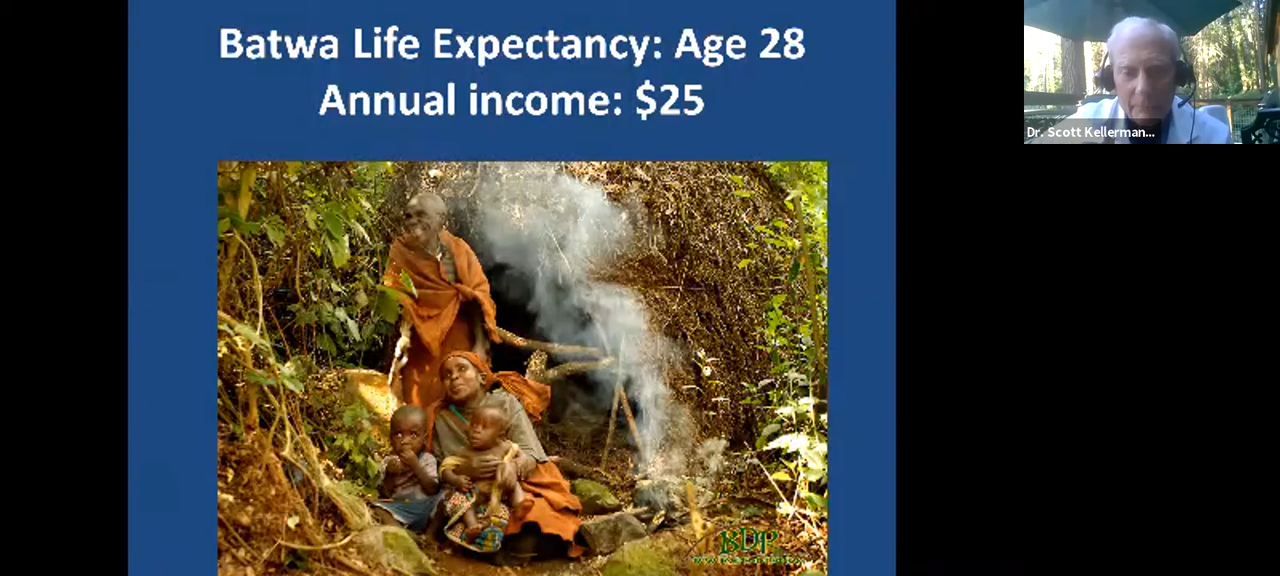 Batwa Life Expectancy: Age 28
Annual income: $25
Dr. Scott Kellerman...
BDP